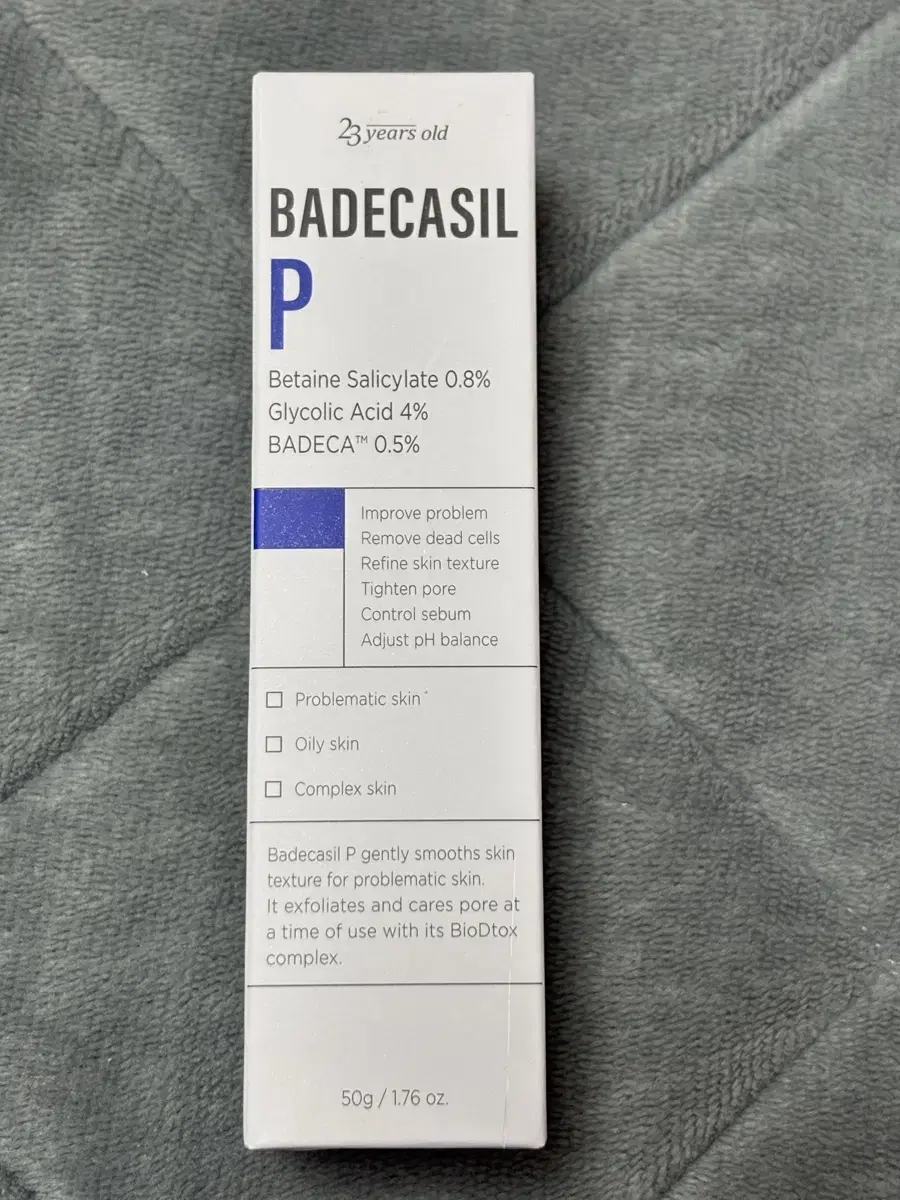 23 years old
BADECASIL
P
Betaine Salicylate 0.8%
Glycolic Acid 4%
BADECA™ 0.5%
Improve problem
Remove dead cells
Refine skin texture
Tighten pore
Control sebum
Adjust pH balance
Problematic skin*
Oily skin
Complex skin
Badecasil P gently smooths skin
texture for problematic skin.
It exfoliates and cares pore at
a time of use with its BioDtox
complex.
50g / 1.76 oz.